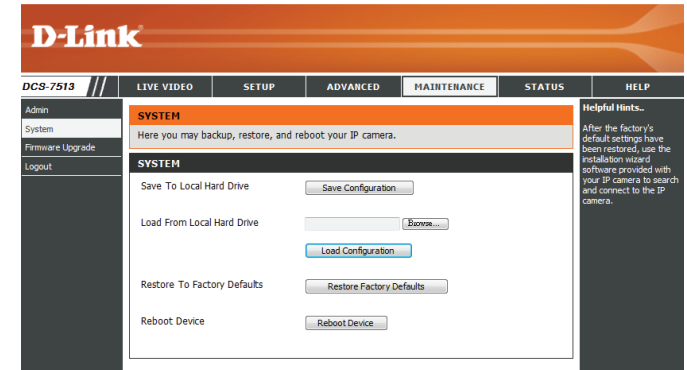 D-Link
DCS-7513 // LIVE VIDEO SETUP ADVANCED MAINTENANCE STATUS HELP
Admin
System
Firmware Upgrade
Logout
SYSTEM
Here you may backup, restore, and reboot your IP camera.
SYSTEM
Save To Local Hard Drive Save Configuration
Load From Local Hard Drive Browse...
Load Configuration
Restore To Factory Defaults Restore Factory Defaults
Reboot Device Reboot Device
Helpful Hints..
After the factory's
default settings have
been restored, use the
installation wizard
software provided with
your IP camera to search
and connect to the IP
camera.